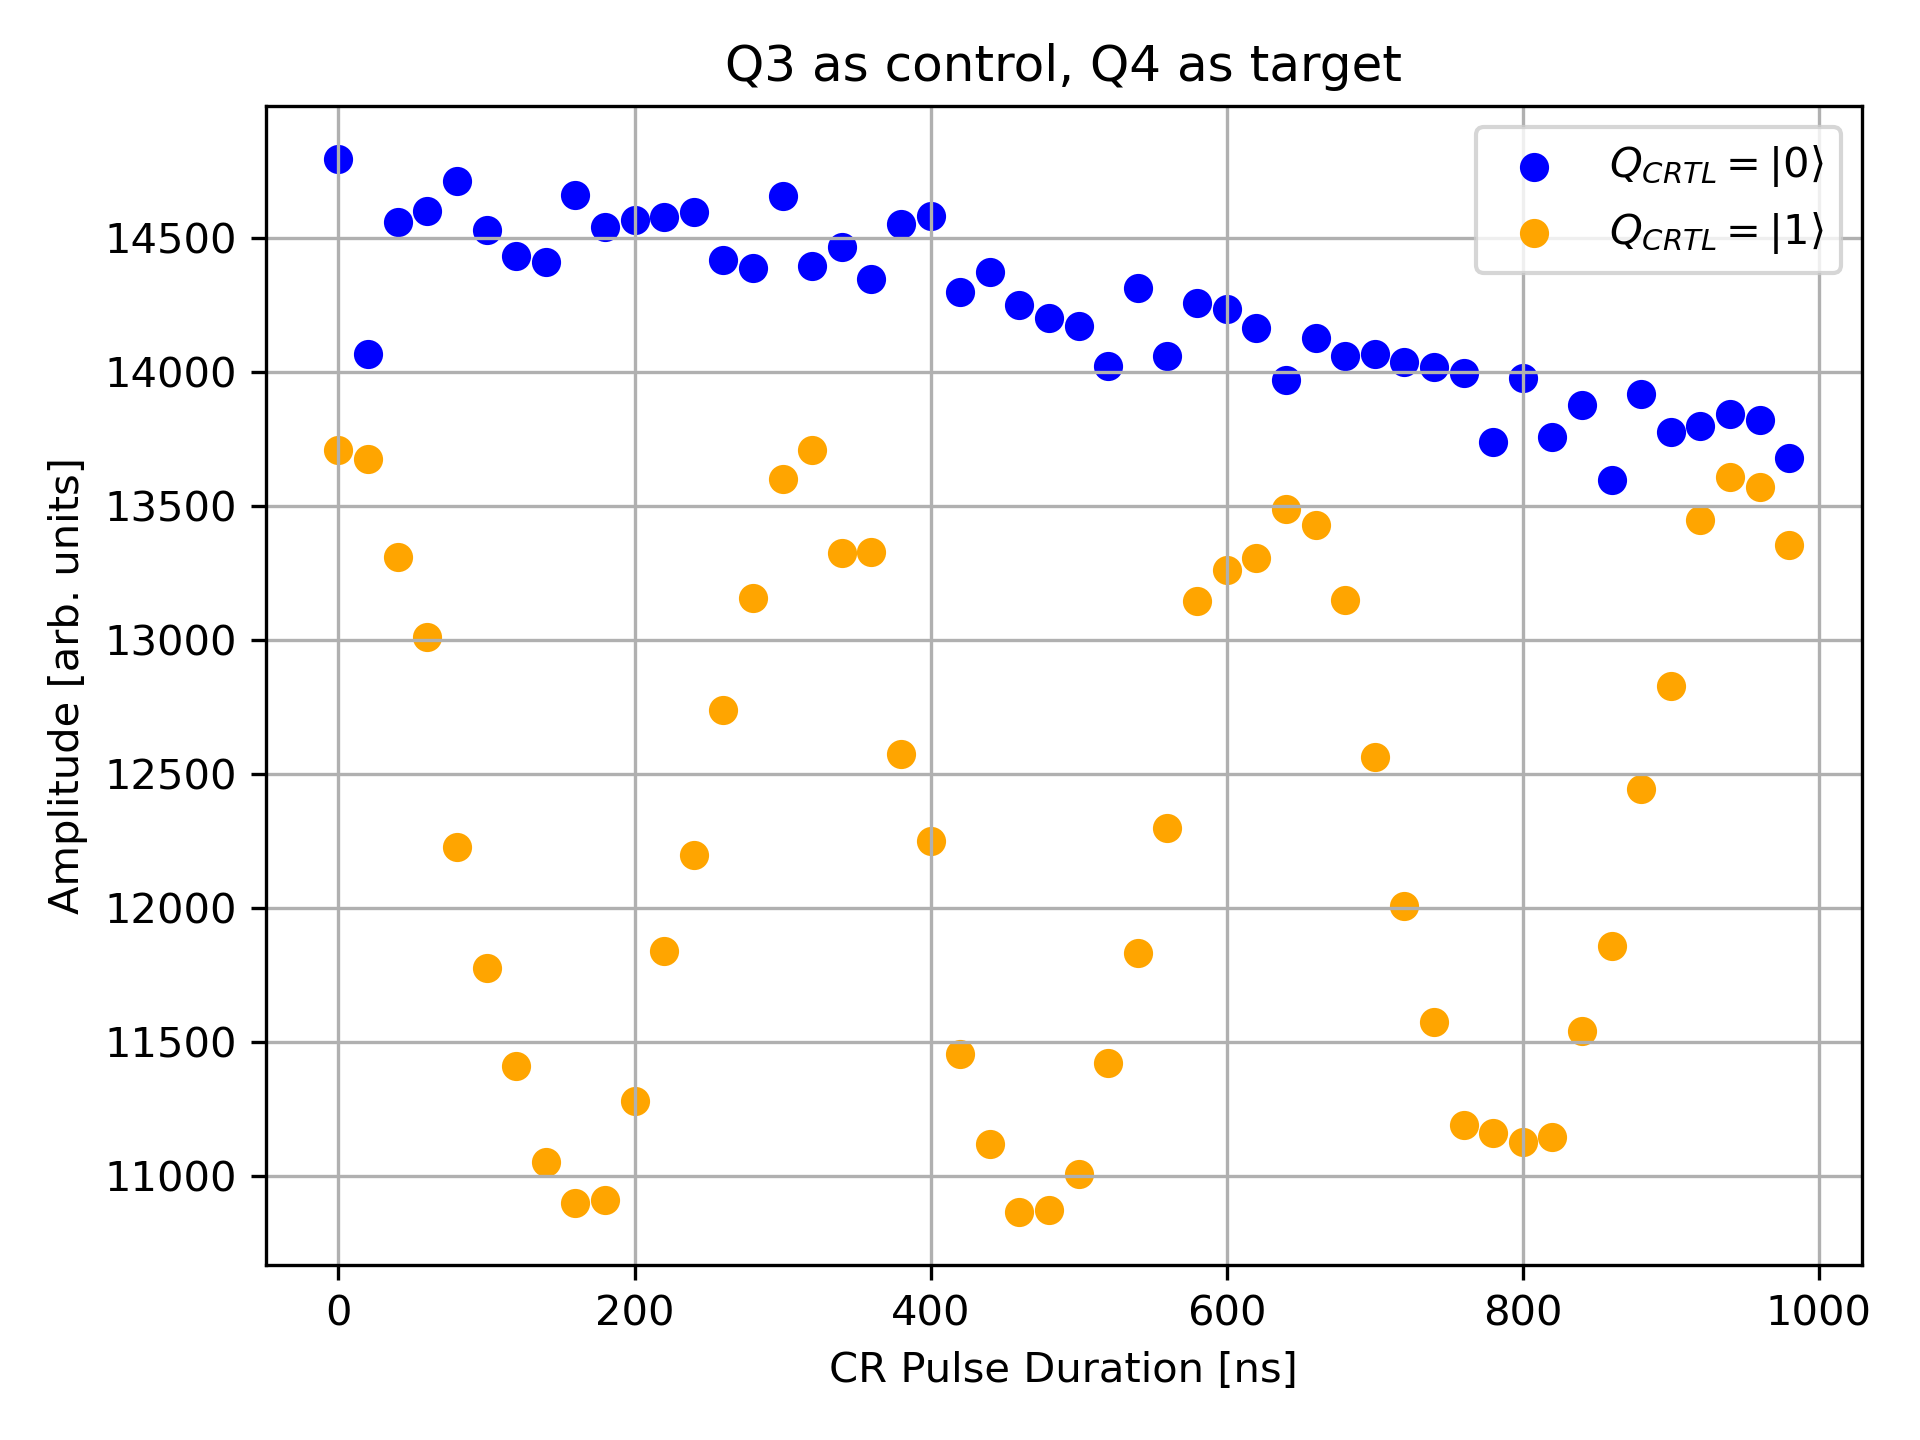 Q3 as control, Q4 as target
Q_CRTL = |0⟩
Q_CRTL = |1⟩
Amplitude [arb. units]
14500
14000
13500
13000
12500
12000
11500
11000
0 200 400 600 800 1000
CR Pulse Duration [ns]